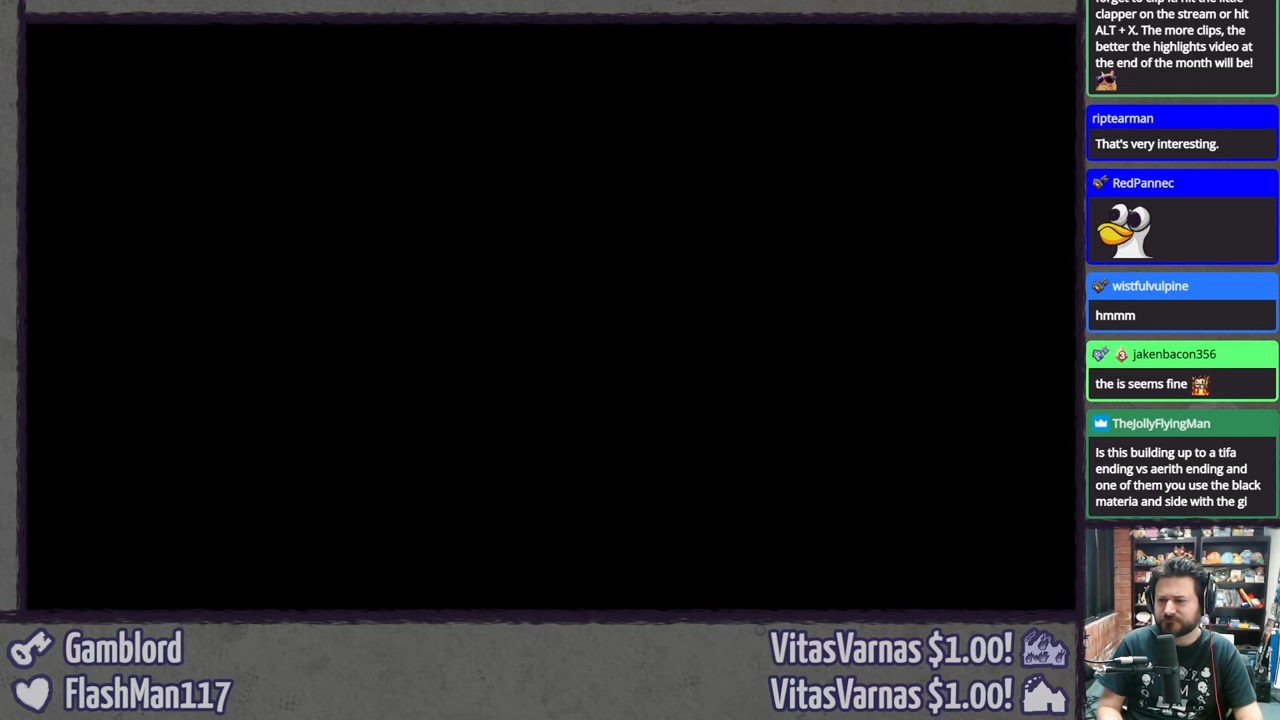 clapper on the stream or hit
ALT + X. The more clips, the
better the highlights video at
the end of the month will be!
riptearman
That's very interesting.
RedPannec
wistfulvulpine
hmmm
3 jakenbacon356
the is seems fine
TheJollyFlyingMan
Is this building up to a tifa
ending vs aerith ending and
one of them you use the black
materia and side with the gi
Gamblord
FlashMan117
VitasVarnas $1.00!
VitasVarnas $1.00!